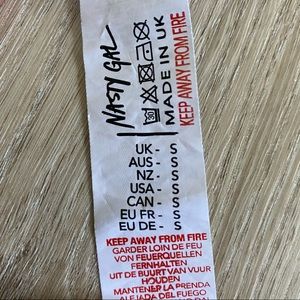 NASTY GAL
MADE IN UK
KEEP AWAY FROM FIRE
UK - S
AUS - S
NZ - S
USA - S
CAN - S
EU FR - S
EU DE - S
KEEP AWAY FROM FIRE
GARDER LOIN DE FEU
VON FEUERQUELLEN
FERNHALTEN
UIT DE BUURT VAN VUUR
HOUDEN
MANTENER LA PRENDA
ALEJADA DEL FUEGO